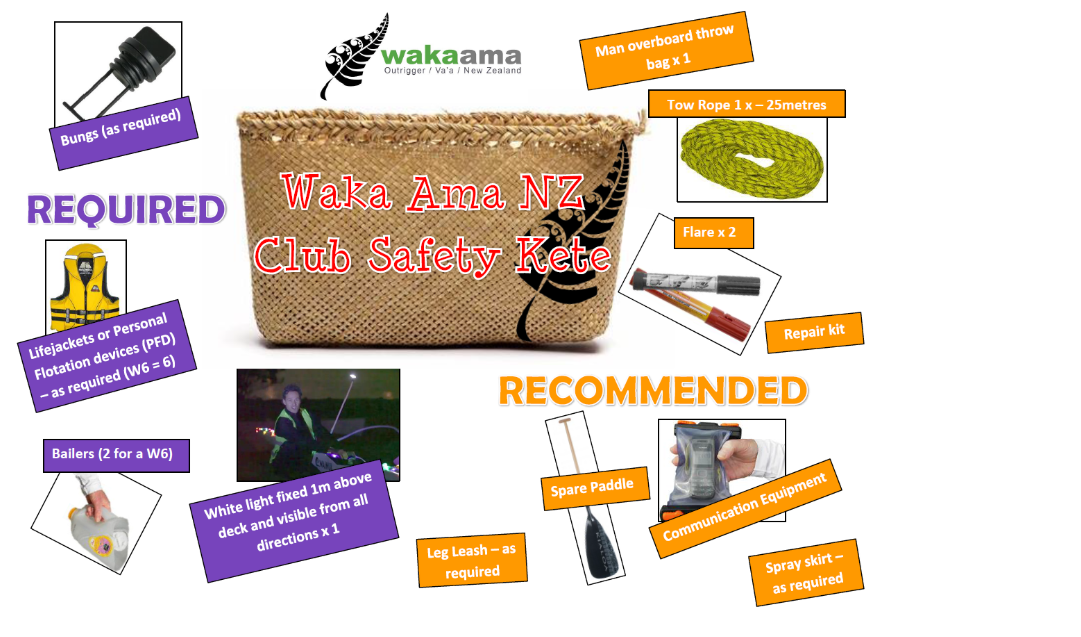 wakaama
Outrigger / Va'a / New Zealand
Man overboard throw
bag x 1
Bungs (as required)
Tow Rope 1 x – 25metres
Waka Ama NZ
Club Safety Kete
REQUIRED
Flare x 2
Repair kit
Lifejackets or Personal
Flotation devices (PFD)
– as required (W6 = 6)
RECOMMENDED
Bailers (2 for a W6)
White light fixed 1m above
deck and visible from all
directions x 1
Spare Paddle
Communication Equipment
Leg Leash – as
required
Spray skirt –
as required